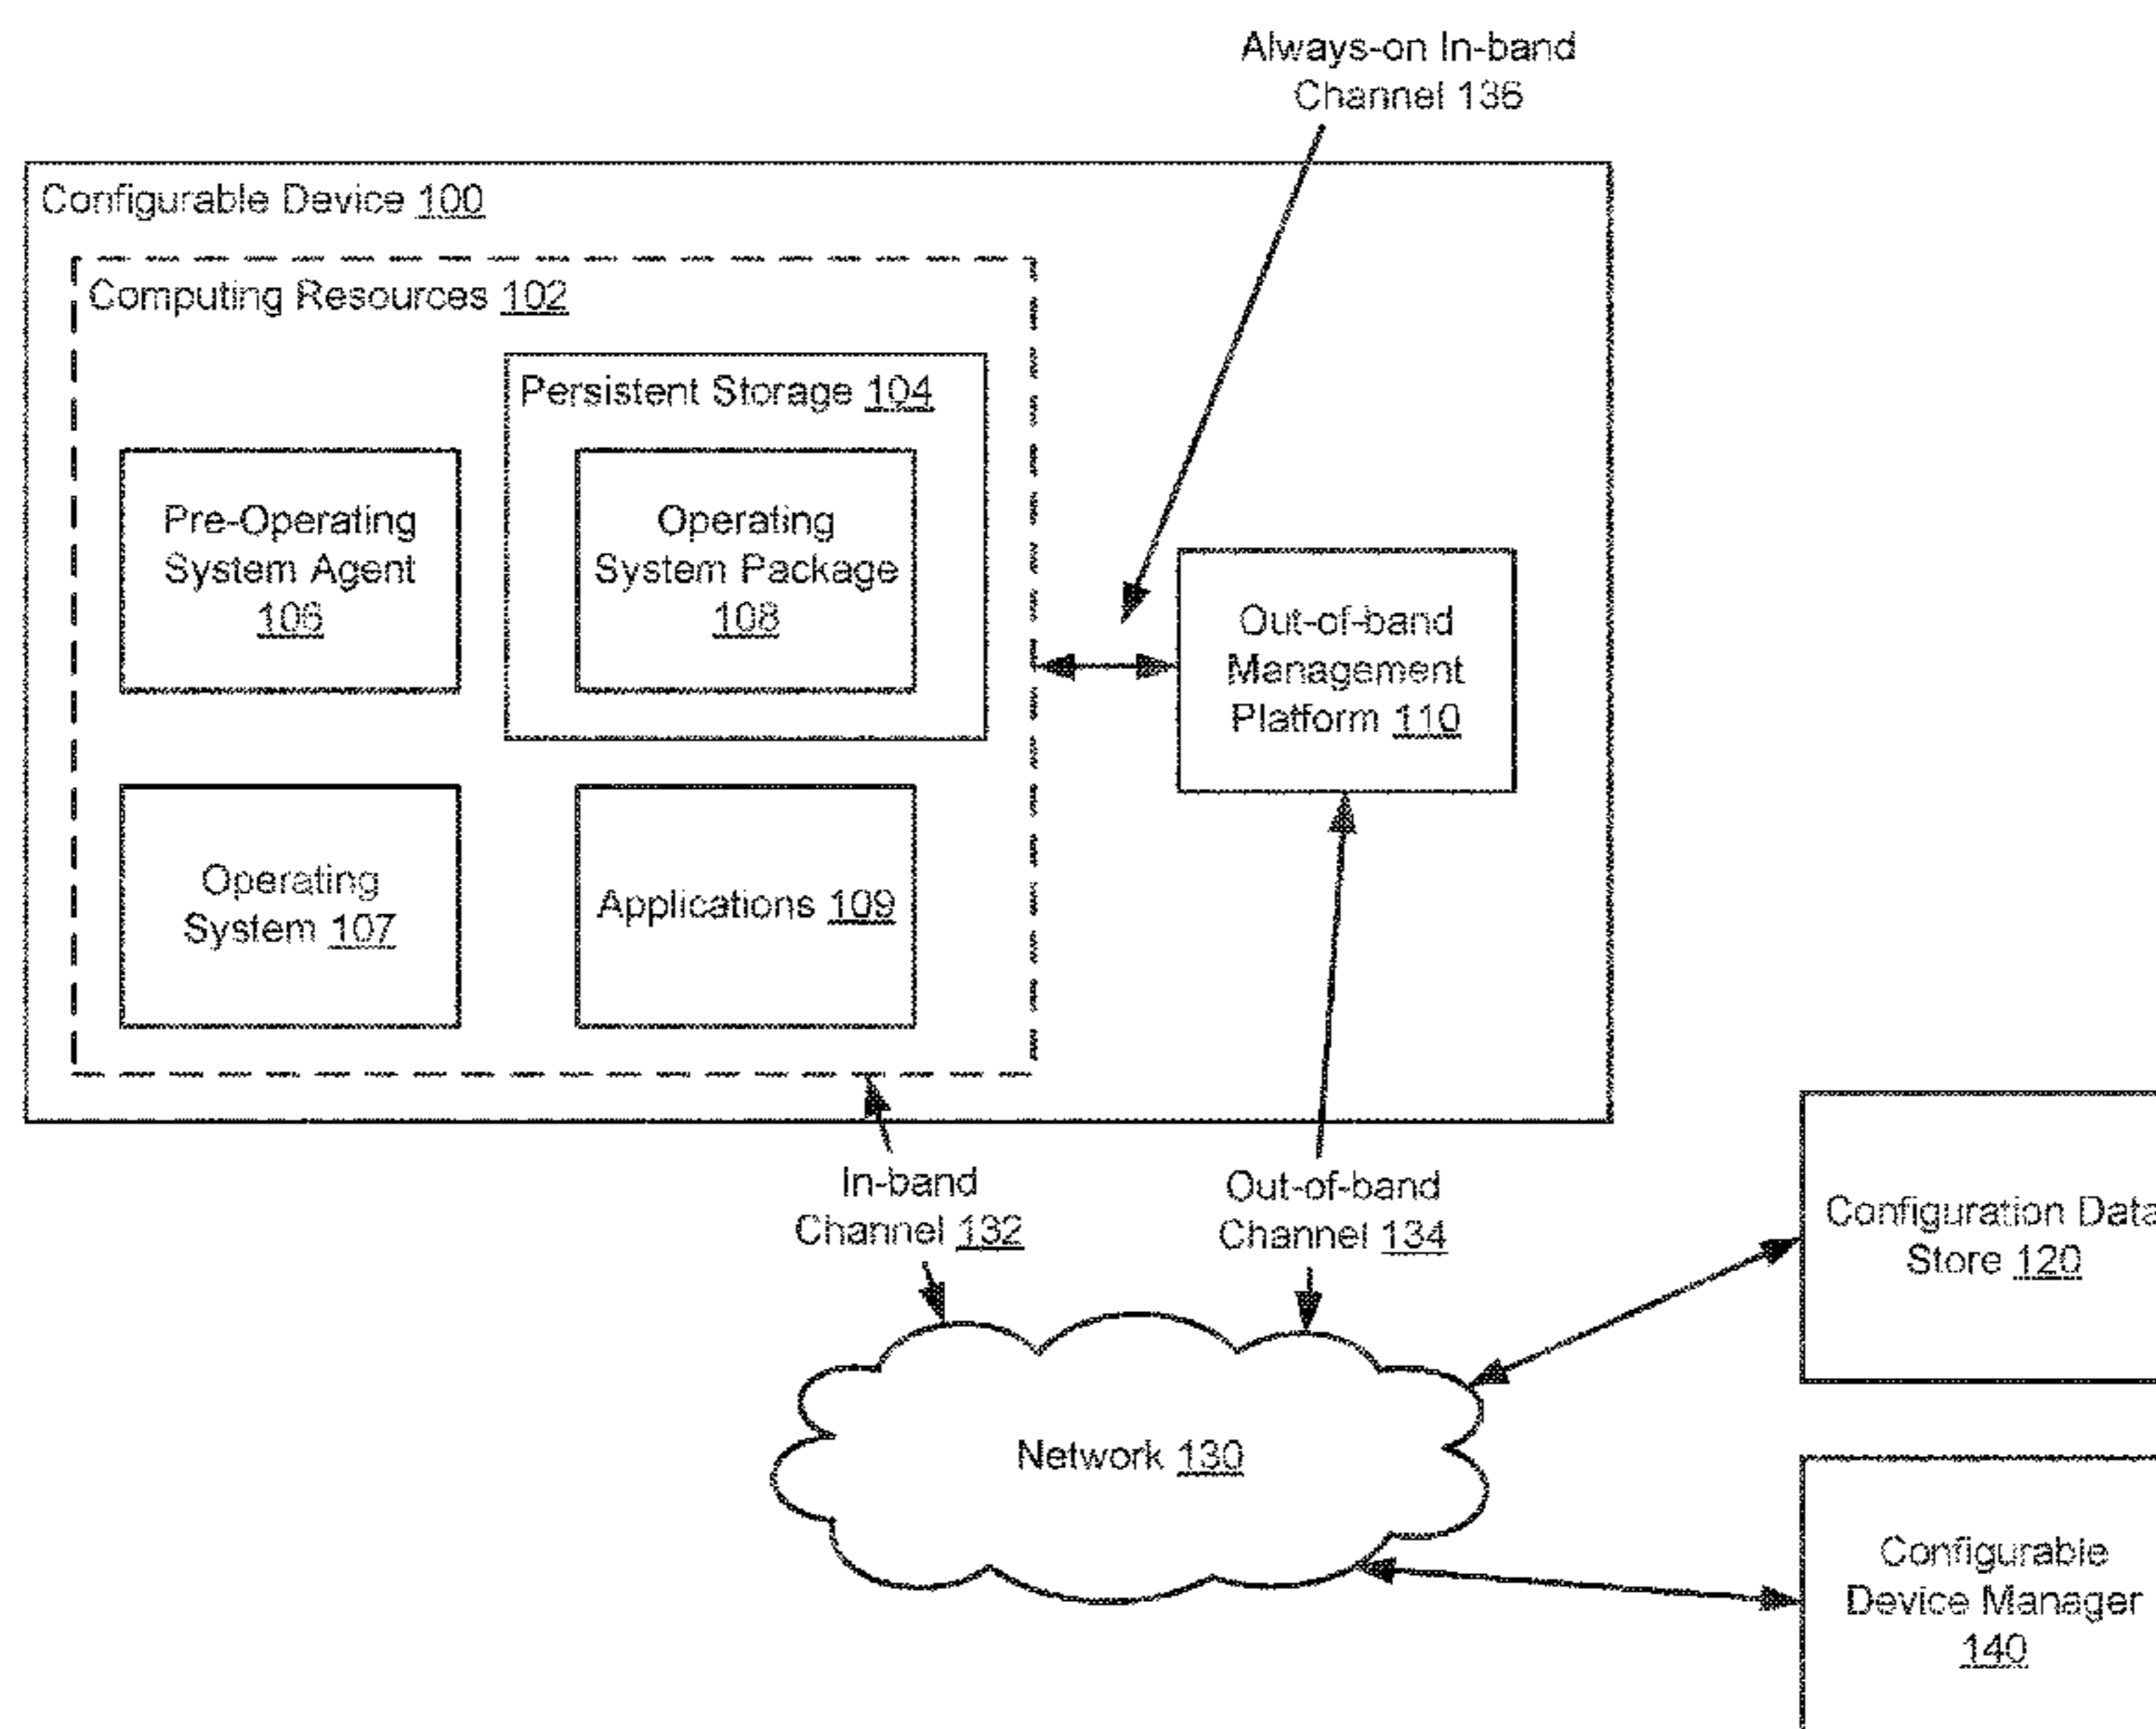 Always-on In-band
Channel 136
Configurable Device 100
Computing Resources 102
Persistent Storage 104
Pre-Operating
System Agent
106
Operating
System Package
108
Out-of-band
Management
Platform 110
Operating
System 107
Applications 109
In-band
Channel 132
Out-of-band
Channel 134
Configuration Data
Store 120
Network 130
Configurable
Device Manager
140